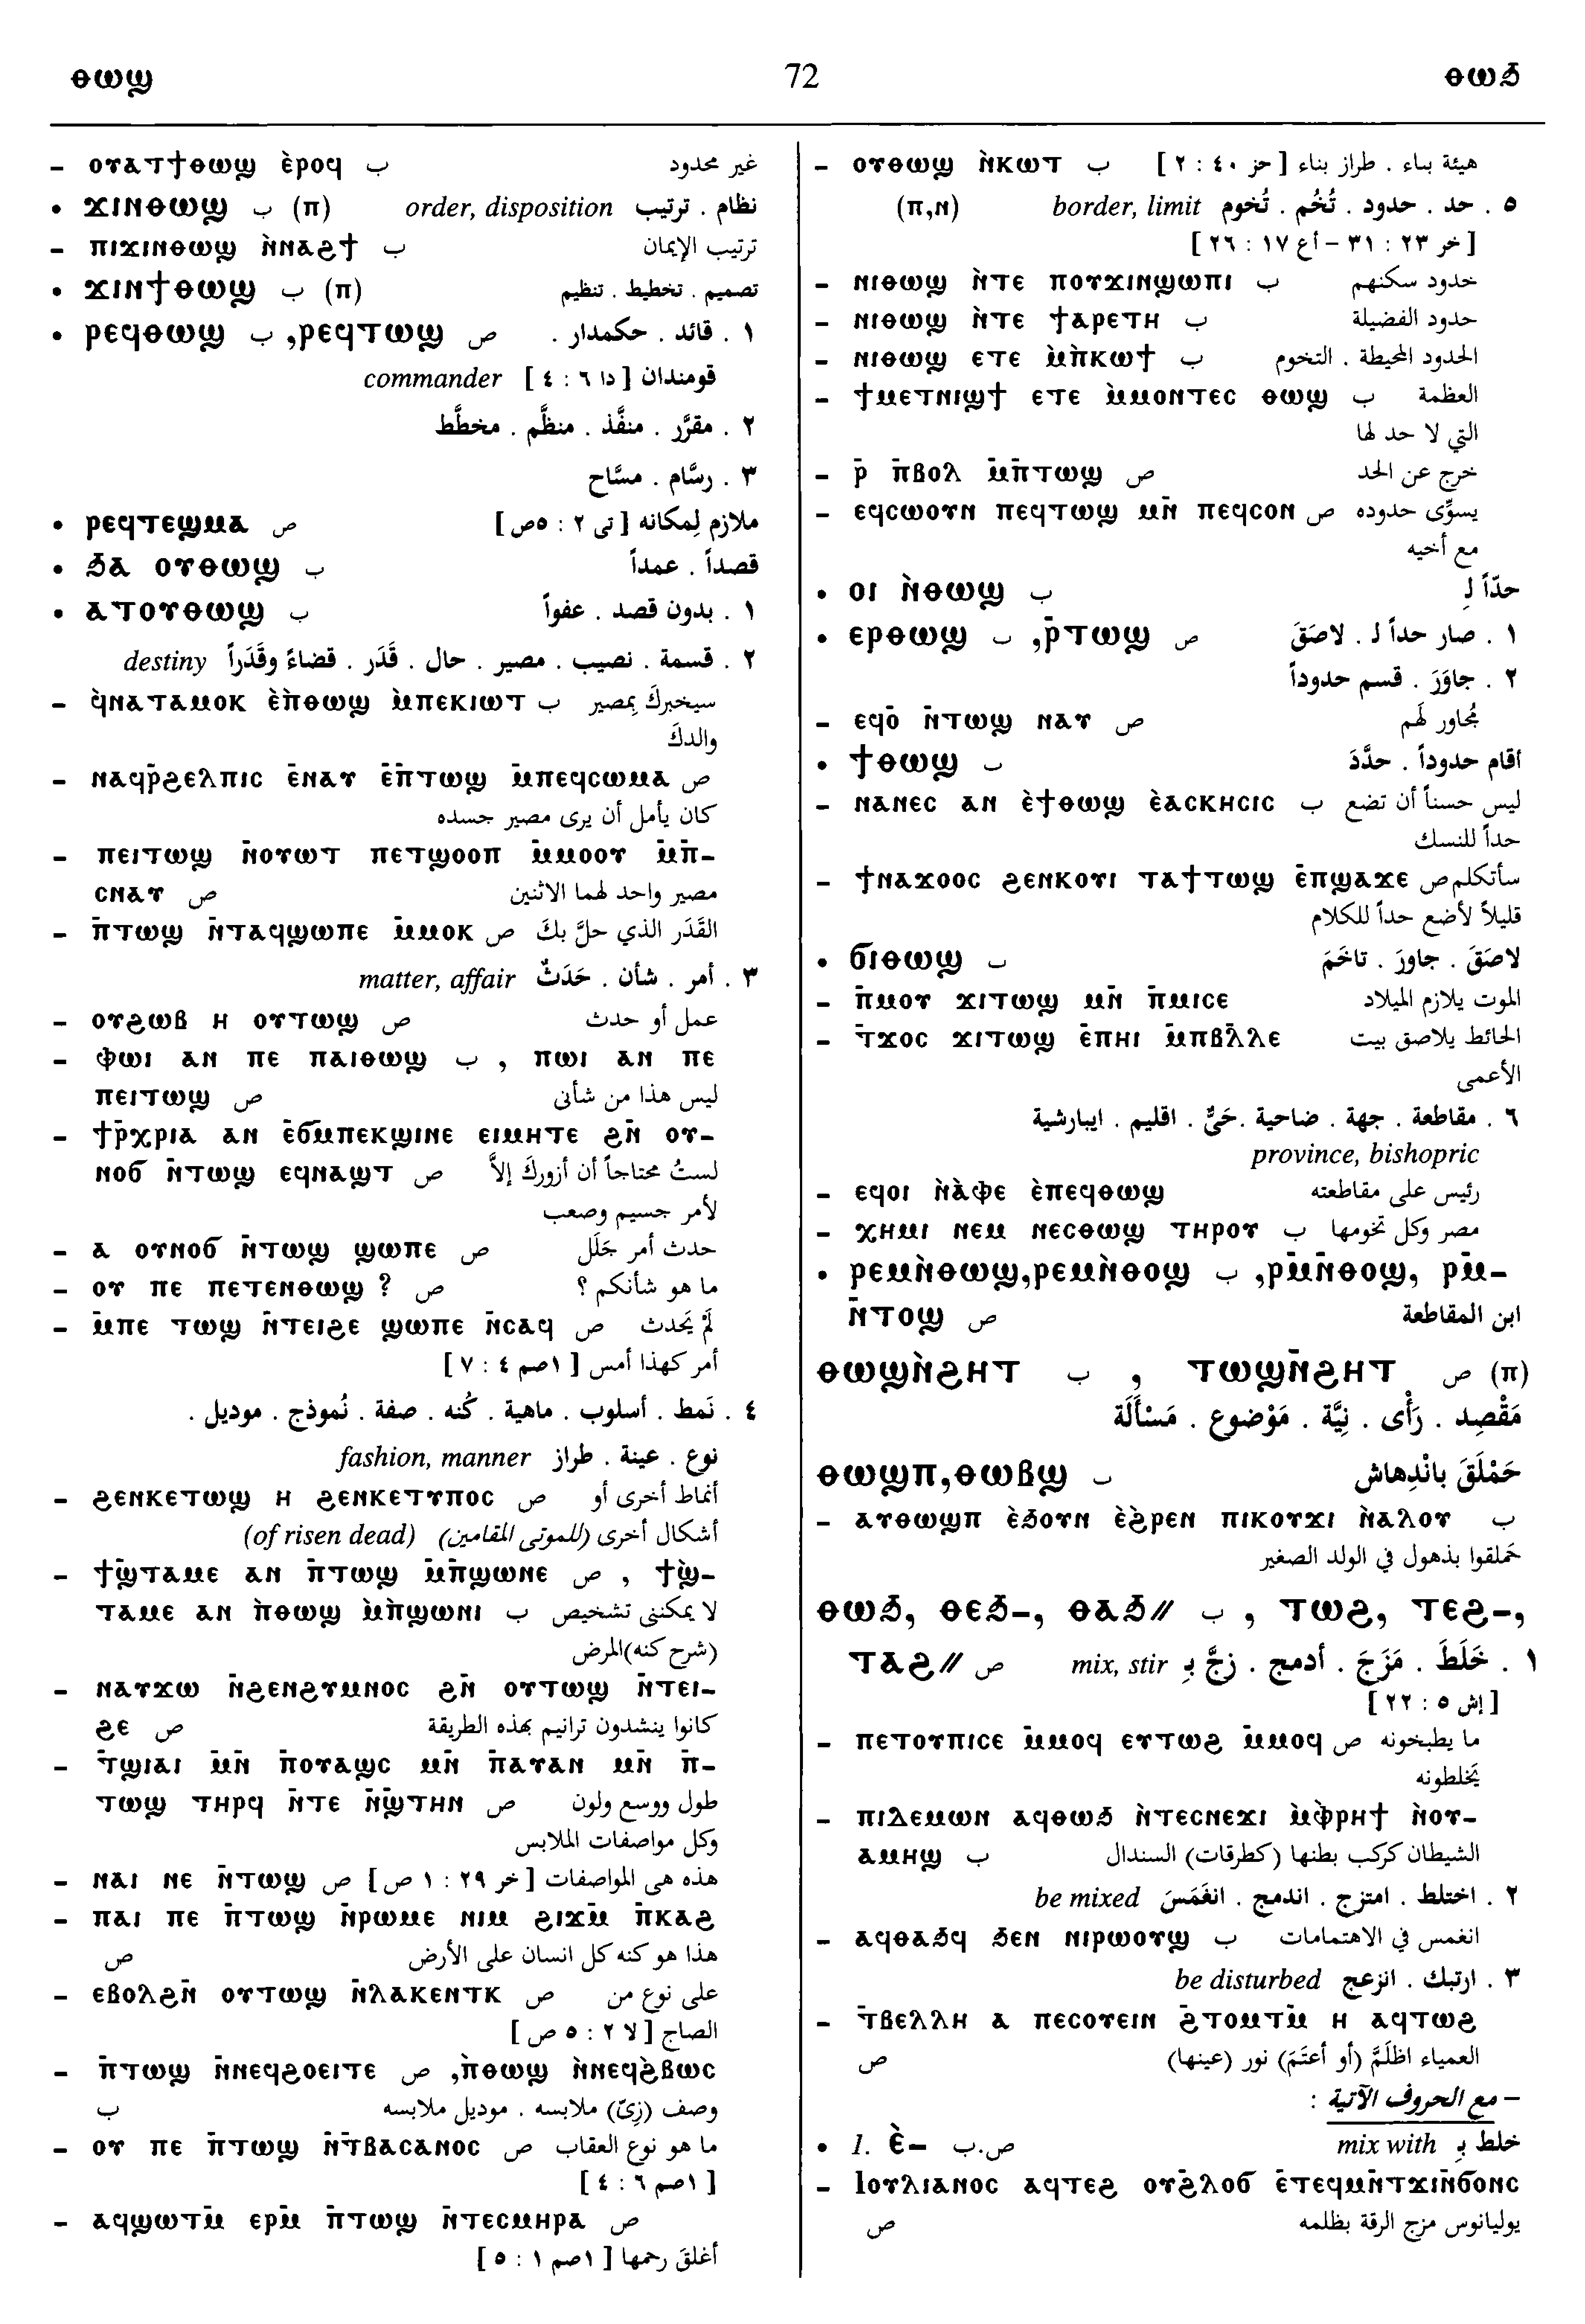 ⲑⲱϣ 72 ⲑⲱϧ
– ⲟⲩⲁⲧϯⲑⲱϣ ⲉ̀ⲣⲟϥ ب غير محدود
• ϫⲓⲛⲑⲱϣ ب (ⲡ) order, disposition نظام . ترتيب
– ⲡⲓϫⲓⲛⲑⲱϣ ⲛ̀ⲛⲁϩϯ ب ترتيب الإيمان
• ϫⲓⲛϯⲑⲱϣ ب (ⲡ) تصميم . تخطيط . تنظيم
• ⲣⲉϥⲑⲱϣ ب ,ⲣⲉϥⲧⲱϣ ص ١ . قائد . حكمدار .
قومندان [دا ٦ : ٤] commander
٢ . مقرَّر . منفَّذ . منظَّم . مخطَّط
٣ . رسَّام . مسَّاح
• ⲣⲉϥⲧⲉϣⲙⲁ ص ملازم لِمكانه [تى ٢ : ٥ص]
• ϧⲁ ⲟⲩⲑⲱϣ ب قصداً . عمداً
• ⲁⲧⲟⲩⲑⲱϣ ب ١ . بدون قصد . عفواً
٢ . قسمة . نصيب . مصير . حال . قَدَر . قضاءً وقَدَراً destiny
– ϥ̀ⲛⲁⲧⲁⲙⲟⲕ ⲉ̀ⲡ̀ⲑⲱϣ ⲙ̀ⲡⲉⲕⲓⲱⲧ ب سيخبركَ بمصير
والدكَ
– ⲛⲁϥⲣ̄ϩⲉⲗⲡⲓⲥ ⲉ̄ⲛⲁⲩ ⲉ̄ⲡ̄ⲧⲱϣ ⲙ̄ⲡⲉϥⲥⲱⲙⲁ ص
كان يأمل أن يرى مصير جسده
– ⲡⲉⲓⲧⲱϣ ⲛ̄ⲟⲩⲱⲧ ⲡⲉⲧϣⲟⲟⲡ ⲙ̄ⲙⲟⲟⲩ ⲙ̄ⲡ̄–
ⲥⲛⲁⲩ ص مصير واحد لهما الاثنين
– ⲡ̄ⲧⲱϣ ⲛ̄ⲧⲁϥϣⲱⲡⲉ ⲙ̄ⲙⲟⲕ ص القَدَر الذي حلَّ بكَ
٣ . أمر . شأن . حَدَثٌ matter, affair
– ⲟⲩϩⲱⲃ ⲏ ⲟⲩⲧⲱϣ ص عمل أو حدث
– ⲫⲱⲓ ⲁⲛ ⲡⲉ ⲡⲁⲓⲑⲱϣ ب , ⲡⲱⲓ ⲁⲛ ⲡⲉ
ⲡⲉⲓⲧⲱϣ ص ليس هذا من شأنى
– ϯⲣ̄ⲭⲣⲓⲁ ⲁⲛ ⲉ̄ϭⲙ̄ⲡⲉⲕϣⲓⲛⲉ ⲉⲓⲙⲏⲧⲉ ϩⲛ̄ ⲟⲩ–
ⲛⲟϭ ⲛ̄ⲧⲱϣ ⲉϥⲛⲁϣⲧ ص لستُ محتاجاً أن أزوركَ إلاَّ
لأمر جسيم وصعب
– ⲁ ⲟⲩⲛⲟϭ ⲛ̄ⲧⲱϣ ϣⲱⲡⲉ ص حدث أمر جَلَل
– ⲟⲩ ⲡⲉ ⲡⲉⲧⲉⲛⲑⲱϣ ? ص ما هو شأنكم ؟
– ⲙ̄ⲡⲉ ⲧⲱϣ ⲛ̄ⲧⲉⲓϩⲉ ϣⲱⲡⲉ ⲛ̄ⲥⲁϥ ص لَمْ يَحدث
أمر كهذا أمس [١صم ٤ : ٧]
٤ . نَمط . أسلوب . ماهية . كُنه . صفة . نُموذج . موديل .
نوع . عينة . طراز fashion, manner
– ϩⲉⲛⲕⲉⲧⲱϣ ⲏ ϩⲉⲛⲕⲉⲧⲩⲡⲟⲥ ص أنماط أخرى أو
أشكال أخرى (للموتى المقامين) (of risen dead)
– ϯϣ̄ⲧⲁⲙⲉ ⲁⲛ ⲡ̄ⲧⲱϣ ⲙ̄ⲡ̄ϣⲱⲛⲉ ص , ϯϣ̀–
ⲧⲁⲙⲉ ⲁⲛ ⲡ̀ⲑⲱϣ ⲙ̀ⲡ̀ϣⲱⲛⲓ ب لا يمكننى تشخيص
(شرح كنه)المرض
– ⲛⲁⲩϫⲱ ⲛ̄ϩⲉⲛϩⲩⲙⲛⲟⲥ ϩⲛ̄ ⲟⲩⲧⲱϣ ⲛ̄ⲧⲉⲓ–
ϩⲉ ص كانوا ينشدون ترانيم بهذه الطريقة
– ⲧ̄ϣⲓⲁⲓ ⲙⲛ̄ ⲡ̄ⲟⲩⲁϣⲥ ⲙⲛ̄ ⲡ̄ⲁⲩⲁⲛ ⲙⲛ̄ ⲡ̄–
ⲧⲱϣ ⲧⲏⲣϥ ⲛ̄ⲧⲉ ⲛ̄ϣ̄ⲧⲏⲛ ص طول ووسع ولون
وكل مواصفات الملابس
– ⲛⲁⲓ ⲛⲉ ⲛ̄ⲧⲱϣ ص هذه هى المواصفات [خر ٢٩ : ١ ص]
– ⲡⲁⲓ ⲡⲉ ⲡ̄ⲧⲱϣ ⲛ̄ⲣⲱⲙⲉ ⲛⲓⲙ ϩⲓϫⲙ̄ ⲡ̄ⲕⲁϩ
هذا هو كنه كل انسان على الأرض ص
– ⲉⲃⲟⲗϩⲛ̄ ⲟⲩⲧⲱϣ ⲛ̄ⲗⲁⲕⲉⲛⲧⲕ ص على نوع من
الصاج [لا ٢ : ٥ ص]
– ⲡ̄ⲧⲱϣ ⲛ̄ⲛⲉϥϩⲟⲉⲓⲧⲉ ص ,ⲡ̀ⲑⲱϣ ⲛ̀ⲛⲉϥϩ̀ⲃⲱⲥ
وصف (زِىّ) ملابسه . موديل ملابسه ب
– ⲟⲩ ⲡⲉ ⲡ̄ⲧⲱϣ ⲛ̄ⲧ̄ⲃⲁⲥⲁⲛⲟⲥ ص ما هو نوع العقاب
[١صم ٦ : ٤]
– ⲁϥϣⲱⲧⲙ̄ ⲉⲣⲙ̄ ⲡ̄ⲧⲱϣ ⲛ̄ⲧⲉⲥⲙⲏⲣⲁ ص
أغلقَ رحمها [١صم ١ : ٥]
– ⲟⲩⲑⲱϣ ⲛ̀ⲕⲱⲧ ب هيئة بناء . طراز بناء [حز ٤٠ : ٢]
٥ . حد . حدود . تُخُم . تُخوم border, limit (ⲡ,ⲛ)
[خر ٢٣ : ٣١ – أع ١٧ : ٢٦]
– ⲛⲓⲑⲱϣ ⲛ̀ⲧⲉ ⲡⲟⲩϫⲓⲛϣⲱⲡⲓ ب حدود سكنهم
– ⲛⲓⲑⲱϣ ⲛ̀ⲧⲉ ϯⲁⲣⲉⲧⲏ ب حدود الفضيلة
– ⲛⲓⲑⲱϣ ⲉⲧⲉ ⲙ̀ⲡ̀ⲕⲱϯ ب الحدود المحيطة . التخوم
– ϯⲙⲉⲧⲛⲓϣϯ ⲉⲧⲉ ⲙ̀ⲙⲟⲛⲧⲉⲥ ⲑⲱϣ ب العظمة
التي لا حد لها
– ⲣ̄ ⲡ̄ⲃⲟⲗ ⲙ̄ⲡ̄ⲧⲱϣ ص خرج عن الحد
– ⲉϥⲥⲱⲟⲩⲛ ⲡⲉϥⲧⲱϣ ⲙⲛ̄ ⲡⲉϥⲥⲟⲛ ص يسوِّى حدوده
مع أخيه
• ⲟⲓ ⲛ̀ⲑⲱϣ ب حدّاً لـِ
• ⲉⲣⲑⲱϣ ب ,ⲣ̄ⲧⲱϣ ص ١ . صار حداً لـ . لاصَقَ
٢ . جاوَرَ . قسم حدوداً
– ⲉϥⲟ̄ ⲛ̄ⲧⲱϣ ⲛⲁⲩ ص مُجاور لَهم
• ϯⲑⲱϣ ب أقام حدوداً . حدَّدَ
– ⲛⲁⲛⲉⲥ ⲁⲛ ⲉ̀ϯⲑⲱϣ ⲉ̀ⲁⲥⲕⲏⲥⲓⲥ ب ليس حسناً أن تضع
حداً للنسك
– ϯⲛⲁϫⲟⲟⲥ ϩⲉⲛⲕⲟⲩⲓ ⲧⲁϯⲧⲱϣ ⲉ̄ⲡϣⲁϫⲉ ص سأتكلم
قليلاً لأضع حداً للكلام
• ϭⲓⲑⲱϣ ب لاصَقَ . جاورَ . تاخَمَ
– ⲡ̄ⲙⲟⲩ ϫⲓⲧⲱϣ ⲙⲛ̄ ⲡ̄ⲙⲓⲥⲉ الموت يلازم الميلاد
– ⲧ̄ϫⲟⲥ ϫⲓⲧⲱϣ ⲉ̄ⲡⲏⲓ ⲙ̄ⲡⲃ̄ⲗ̄ⲗⲉ الحائط يلاصق بيت
الأعمى
٦ . مقاطعة . جهة . ضاحية . حَىٌّ . اقليم . ايبارشية
province, bishopric
– ⲉϥⲟⲓ ⲛ̀ⲁ̀ⲫⲉ ⲉ̀ⲡⲉϥⲑⲱϣ رئيس على مقاطعته
– ⲭⲏⲙⲓ ⲛⲉⲙ ⲛⲉⲥⲑⲱϣ ⲧⲏⲣⲟⲩ ب مصر وكل تخومها
• ⲣⲉⲙⲛ̀ⲑⲱϣ,ⲣⲉⲙⲛ̀ⲑⲟϣ ب ,ⲣⲙ̄ⲛ̄ⲑⲟϣ, ⲣⲙ̄–
ⲛ̄ⲧⲟϣ ص ابن المقاطعة
ⲑⲱϣⲛ̀ϩⲏⲧ ب , ⲧⲱϣⲛ̄ϩⲏⲧ ص (ⲡ)
مَقْصِد . رَأْى . نِيَّة . مَوْضوع . مَسْأَلَة
ⲑⲱϣⲡ,ⲑⲱⲃϣ ب حَمْلَقَ بانْدِهاش
– ⲁⲩⲑⲱϣⲡ ⲉ̀ϧⲟⲩⲛ ⲉ̀ϩ̀ⲣⲉⲛ ⲡⲓⲕⲟⲩϫⲓ ⲛ̀ⲁⲗⲟⲩ ب
حَملقوا بذهول في الولد الصغير
ⲑⲱϧ, ⲑⲉϧ–, ⲑⲁϧ// ب , ⲧⲱϩ, ⲧⲉϩ–,
ⲧⲁϩ// ص mix, stir ١ . خَلَطَ . مَزَجَ . أدمج . زجَّ بـِ
[إش ٥ : ٢٢]
– ⲡⲉⲧⲟⲩⲡⲓⲥⲉ ⲙ̄ⲙⲟϥ ⲉⲩⲧⲱϩ ⲙ̄ⲙⲟϥ ص ما يطبخونه
يَخلطونه
– ⲡⲓⲇⲉⲙⲱⲛ ⲁϥⲑⲱϧ ⲛ̀ⲧⲉⲥⲛⲉϫⲓ ⲙ̀ⲫ̀ⲣⲏϯ ⲛ̀ⲟⲩ–
ⲁⲙⲏϣ ب الشيطان كركب بطنها (كطرقات) السندال
٢ . اختلط . امتزج . اندمج . انغَمَسَ be mixed
– ⲁϥⲑⲁϧϥ ϧⲉⲛ ⲛⲓⲣⲱⲟⲩϣ ب انغمس في الاهتمامات
٣ . ارتبك . انزعج be disturbed
– ⲧ̄ⲃⲉⲗⲗⲏ ⲁ ⲡⲉⲥⲟⲩⲉⲓⲛ ϩ̄ⲧⲟⲙⲧⲙ̄ ⲏ ⲁϥⲧⲱϩ
العمياء اظلَمَّ (أو أعتَمَ) نور (عينها) ص
– مع الحروف الآتية :
• 1. ⲉ̀– ص.ب خلط بـِ mix with
– Ⲓⲟⲩⲗⲓⲁⲛⲟⲥ ⲁϥⲧⲉϩ ⲟⲩϩ̄ⲗⲟϭ ⲉ̄ⲧⲉϥⲙⲛ̄ⲧϫⲓⲛ̄ϭⲟⲛⲥ
يوليانوس مزج الرقة بظلمه ص